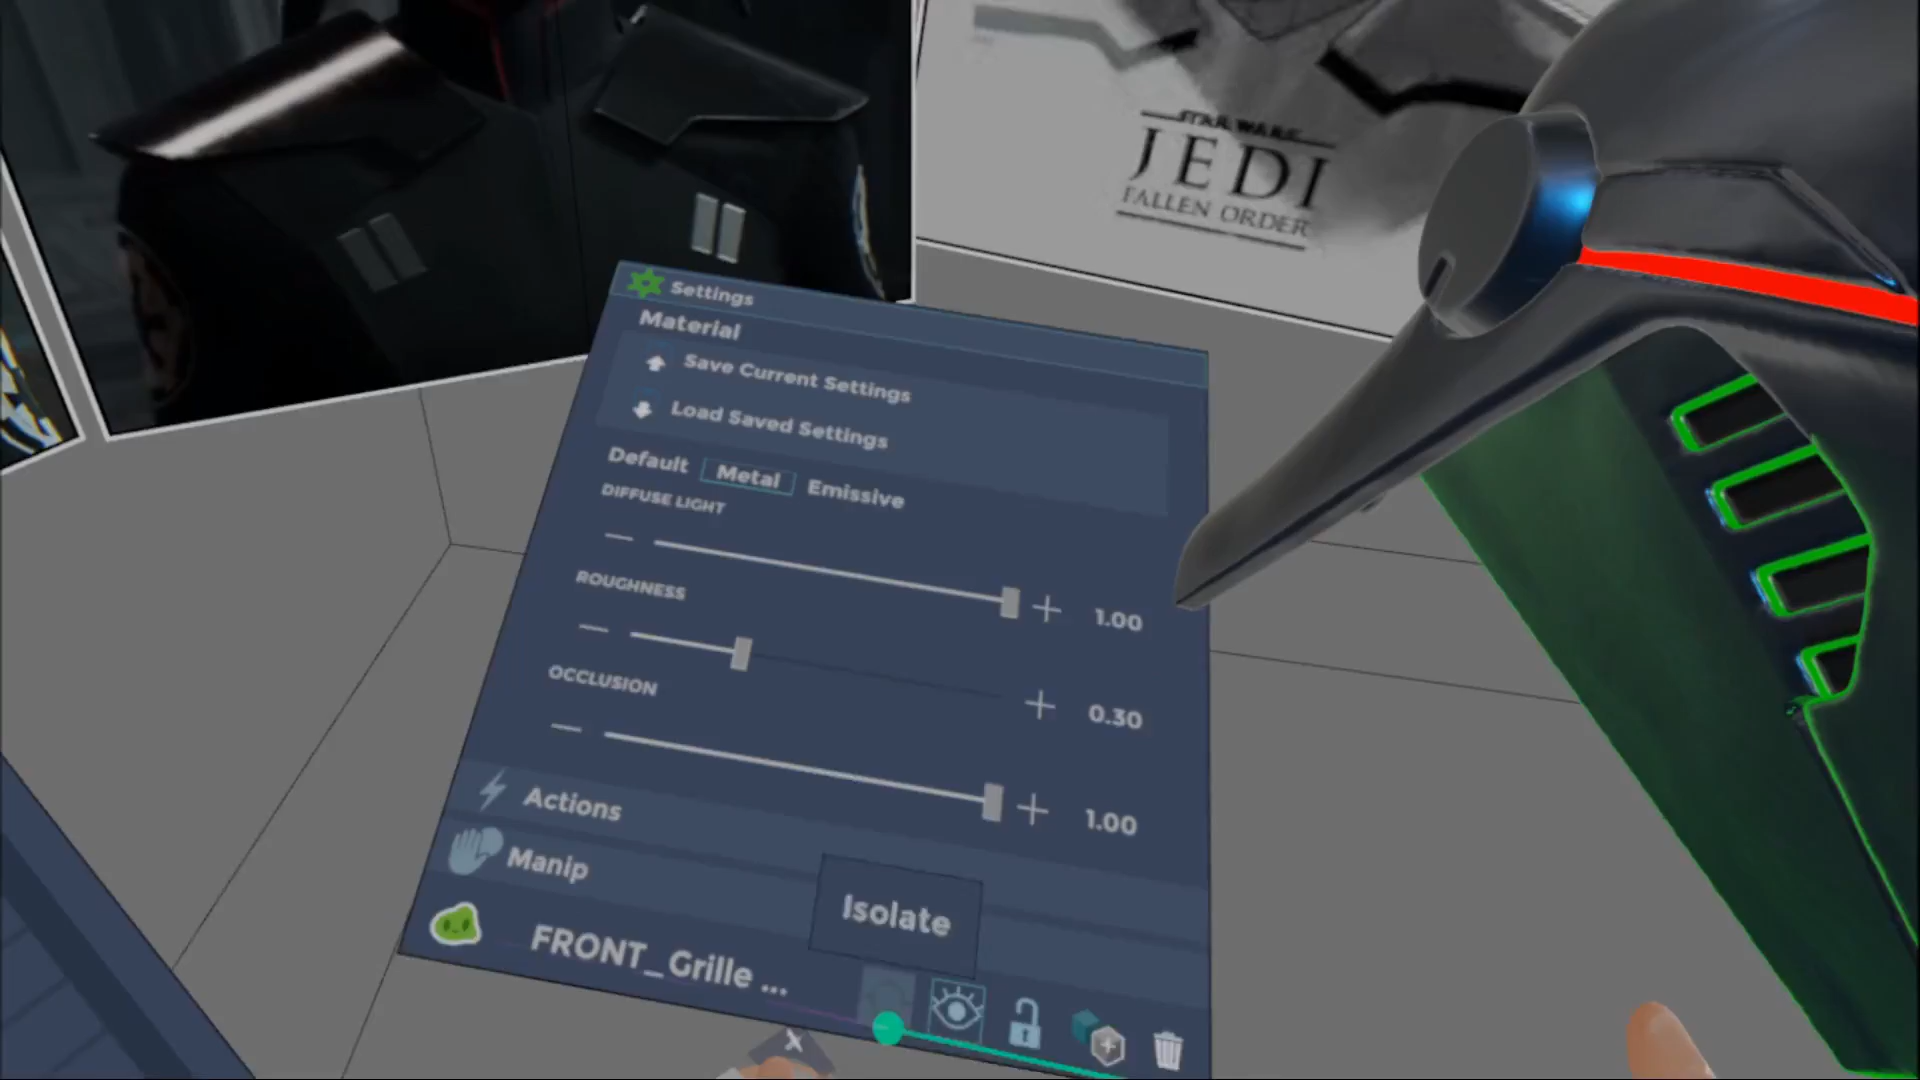 STAR WARS
JEDI
FALLEN ORDER
Settings
Material
Save Current Settings
Load Saved Settings
Default Metal Emissive
DIFFUSE LIGHT
1.00
ROUGHNESS
0.30
OCCLUSION
1.00
Actions
Manip
Isolate
FRONT_Grille ...
X